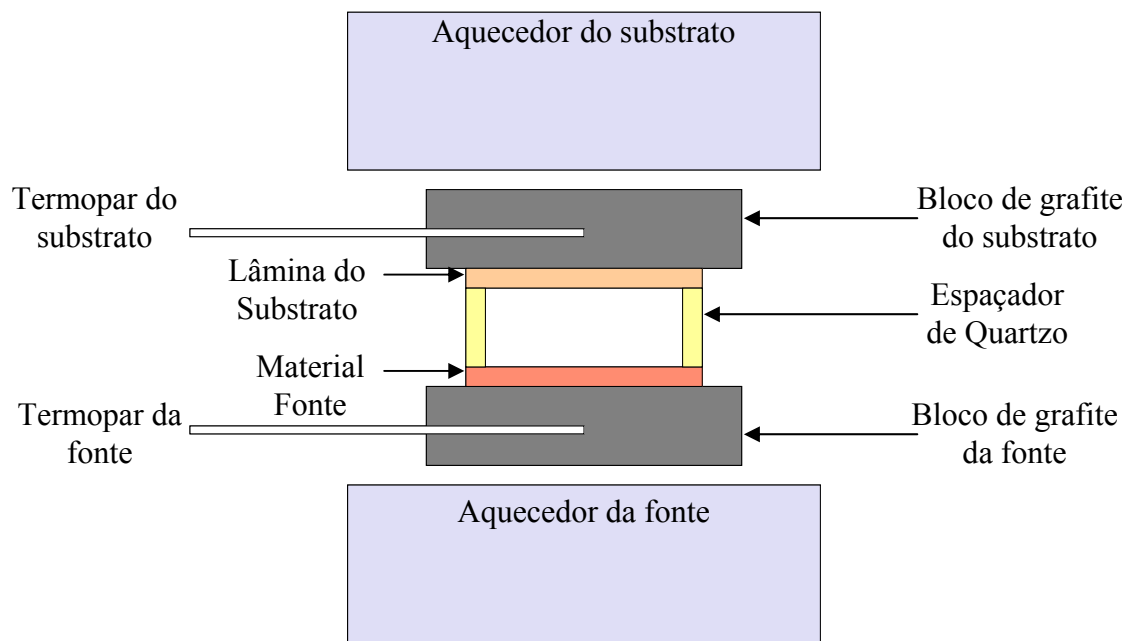 Aquecedor do substrato
Termopar do
substrato
Bloco de grafite
do substrato
Lâmina do
Substrato
Espaçador
de Quartzo
Material
Fonte
Termopar da
fonte
Bloco de grafite
da fonte
Aquecedor da fonte